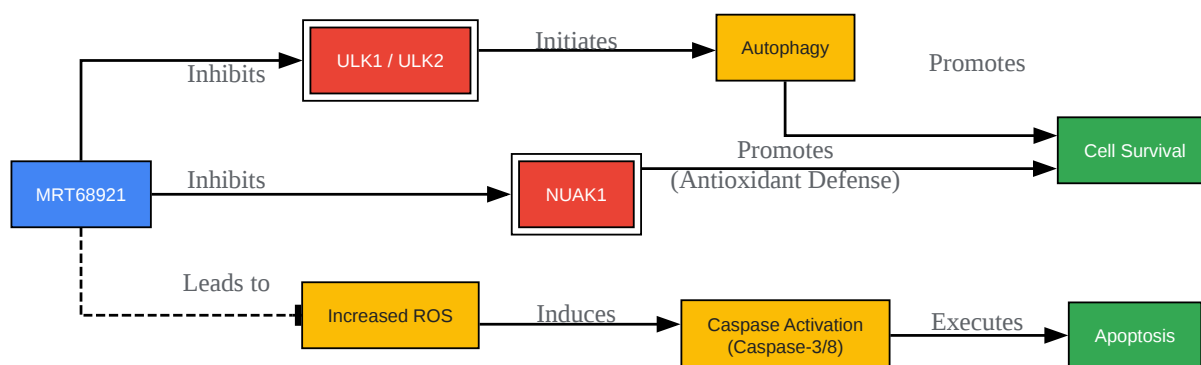 ULK1 / ULK2
Initiates
Autophagy
Promotes
Inhibits
MRT68921
Inhibits
NUAK1
Promotes
(Antioxidant Defense)
Cell Survival
Leads to
Increased ROS
Induces
Caspase Activation
(Caspase-3/8)
Executes
Apoptosis